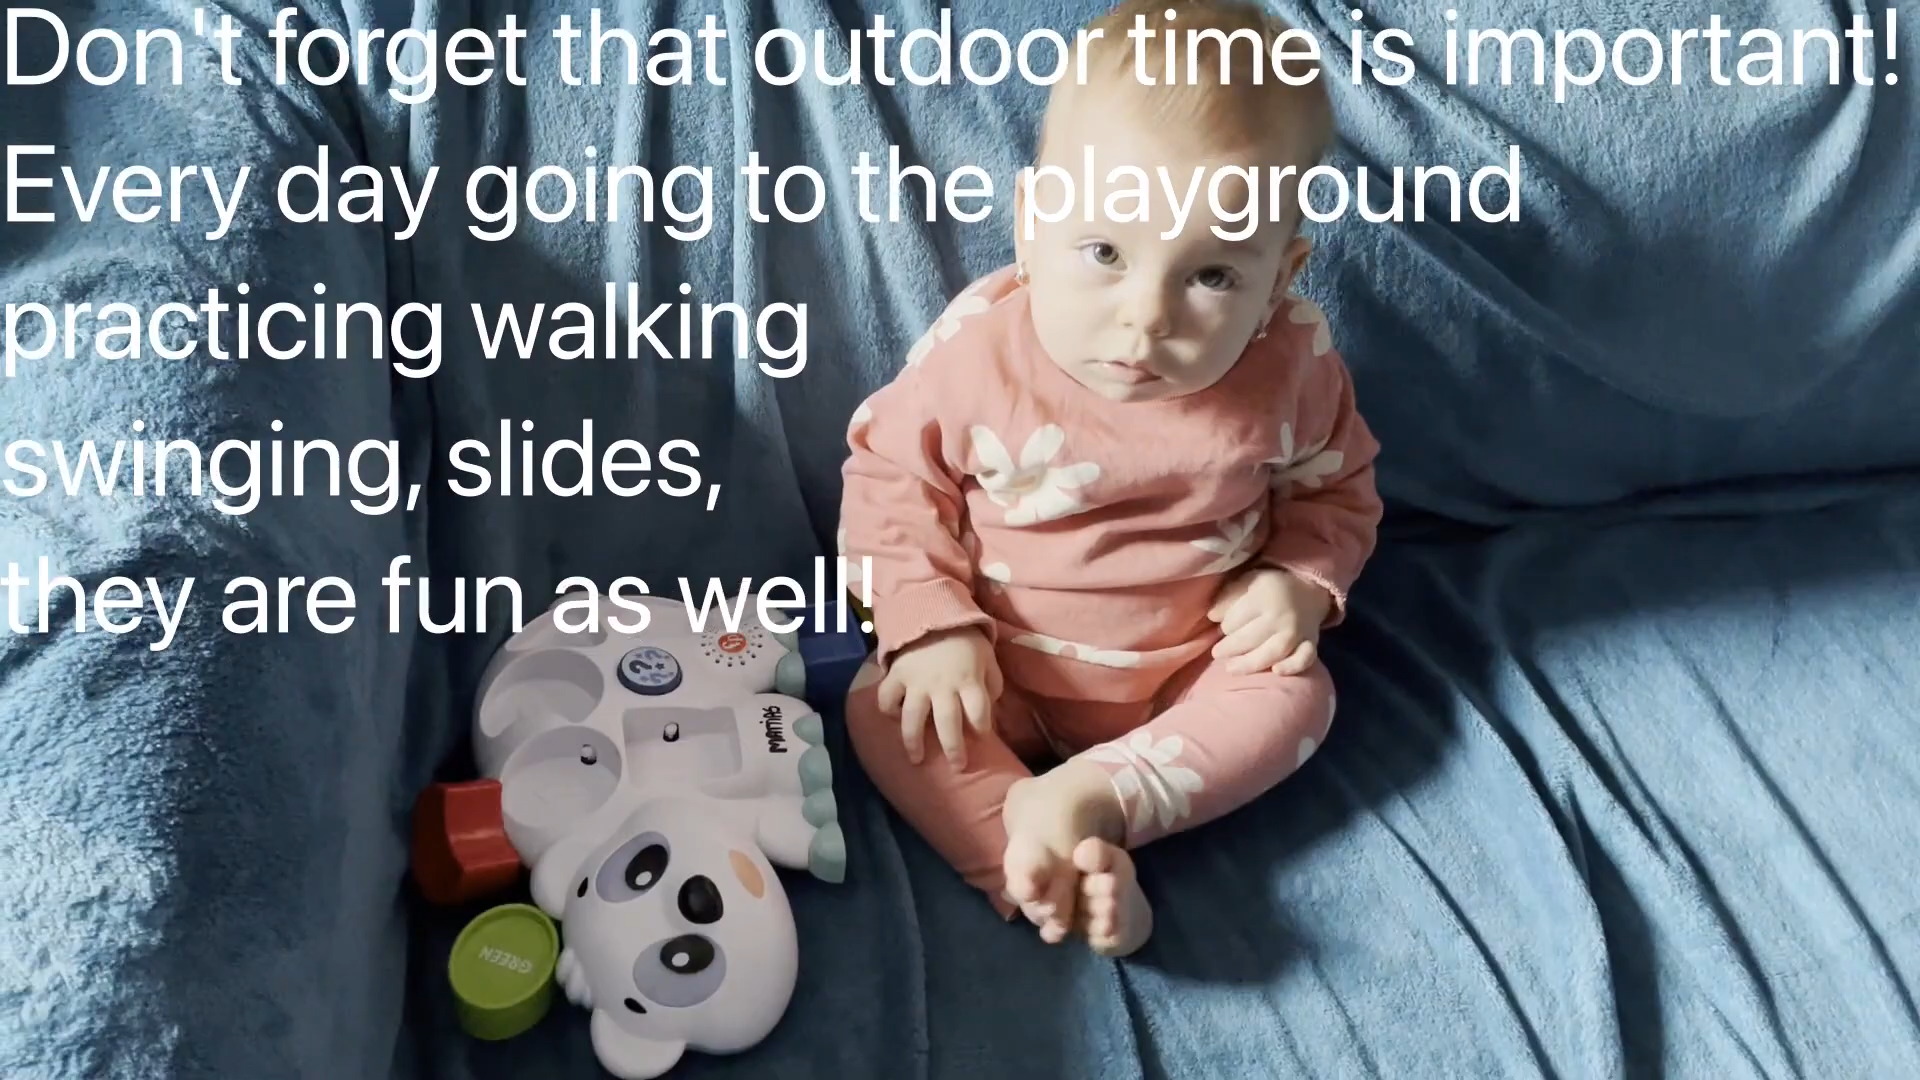 Don't forget that outdoor time is important!
Every day going to the playground
practicing walking
swinging, slides,
they are fun as well!
??
MATIAS
GREEN